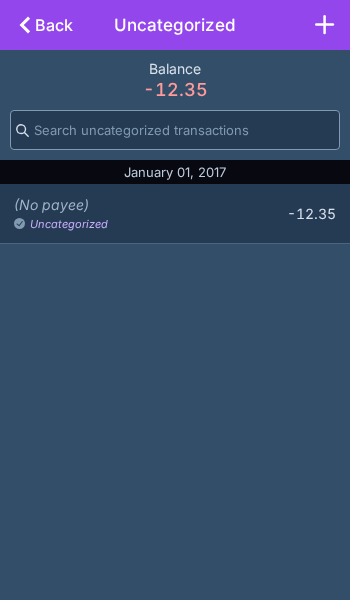 Back
Uncategorized
Balance
-12.35
Search uncategorized transactions
January 01, 2017
(No payee)
-12.35
Uncategorized